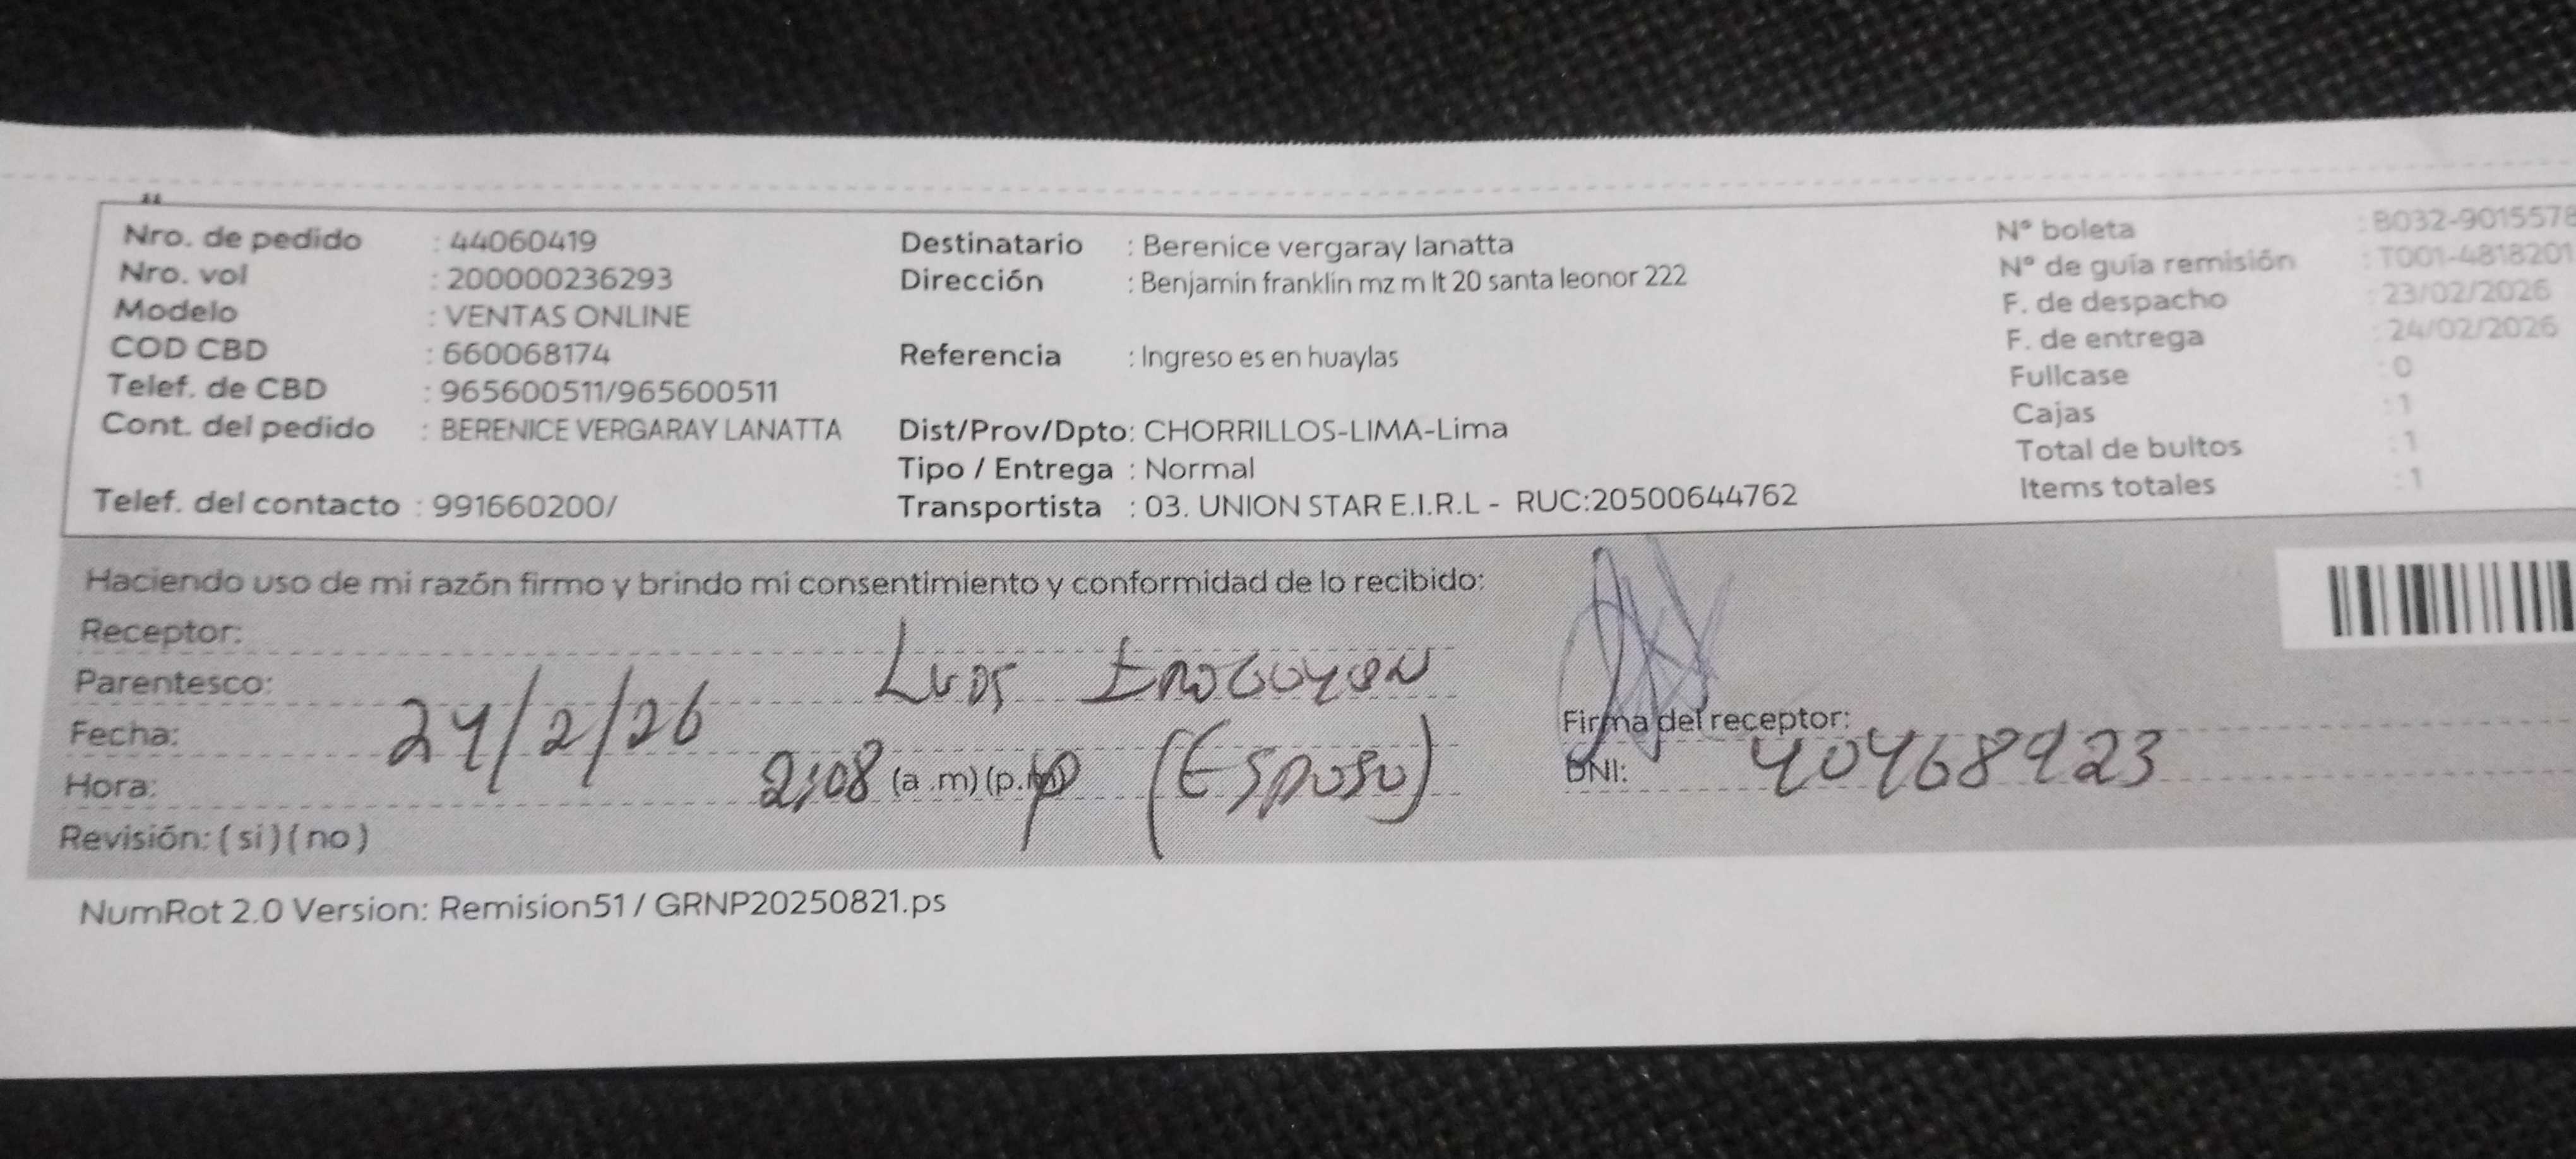 Nro. de pedido : 44060419
Nro. vol : 200000236293
Modelo : VENTAS ONLINE
COD CBD : 660068174
Telef. de CBD : 965600511/965600511
Cont. del pedido : BERENICE VERGARAY LANATTA
Telef. del contacto : 991660200/
Destinatario : Berenice vergaray lanatta
Dirección : Benjamin franklin mz m lt 20 santa leonor 222
Referencia : Ingreso es en huaylas
Dist/Prov/Dpto: CHORRILLOS-LIMA-Lima
Tipo / Entrega : Normal
Transportista : 03. UNION STAR E.I.R.L - RUC:20500644762
N° boleta : B032-9015578
N° de guía remisión : T001-4818201
F. de despacho : 23/02/2026
F. de entrega : 24/02/2026
Fullcase : 0
Cajas : 1
Total de bultos : 1
Items totales : 1
Haciendo uso de mi razón firmo y brindo mi consentimiento y conformidad de lo recibido:
Receptor: Luis
Parentesco: (Esposo)
Fecha: 24/2/26
Hora: 2:08 (a.m) (p.m)
Revisión: ( si ) ( no )
Firma del receptor:
DNI: 40468923
NumRot 2.0 Version: Remision51 / GRNP20250821.ps